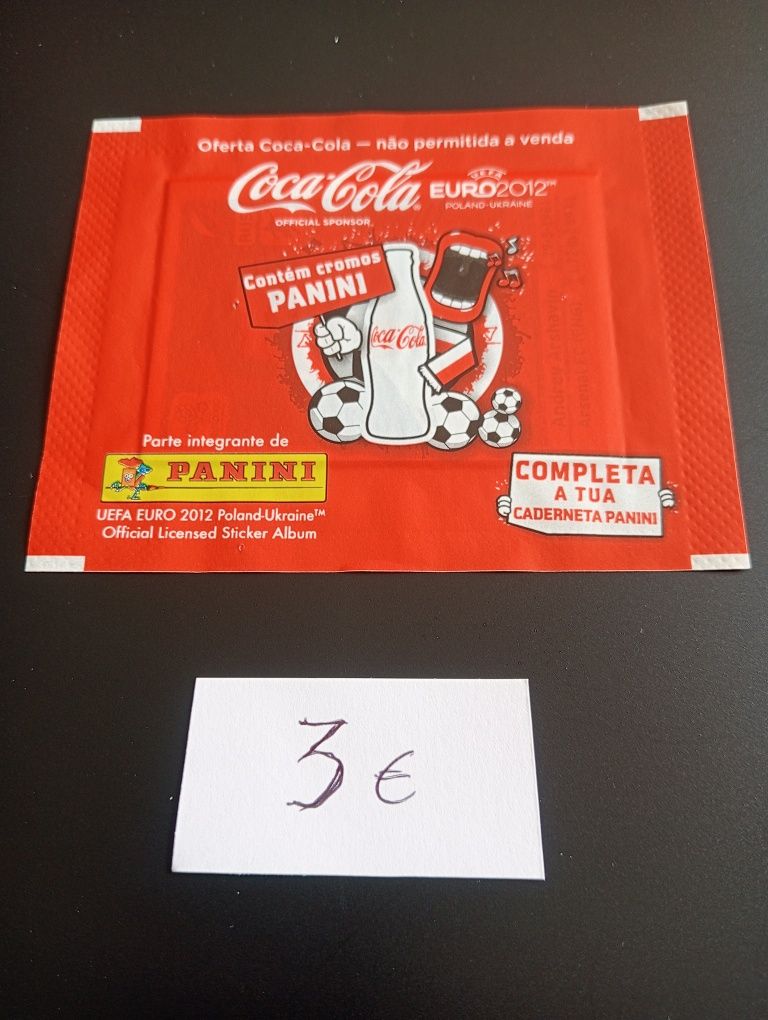 Oferta Coca-Cola — não permitida a venda
Coca-Cola®
OFFICIAL SPONSOR
UEFA
EURO2012™
POLAND-UKRAINE
Contém cromos
PANINI
Coca-Cola
Parte integrante de
PANINI
UEFA EURO 2012 Poland-Ukraine™
Official Licensed Sticker Album
COMPLETA
A TUA
CADERNETA PANINI
3 €